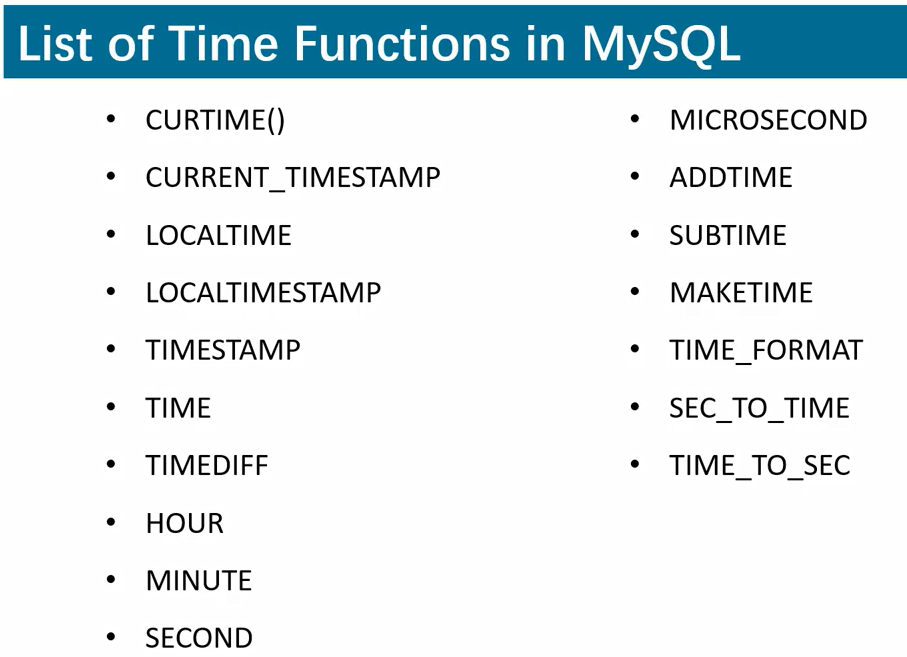 List of Time Functions in MySQL
• CURTIME()
• CURRENT_TIMESTAMP
• LOCALTIME
• LOCALTIMESTAMP
• TIMESTAMP
• TIME
• TIMEDIFF
• HOUR
• MINUTE
• SECOND
• MICROSECOND
• ADDTIME
• SUBTIME
• MAKETIME
• TIME_FORMAT
• SEC_TO_TIME
• TIME_TO_SEC